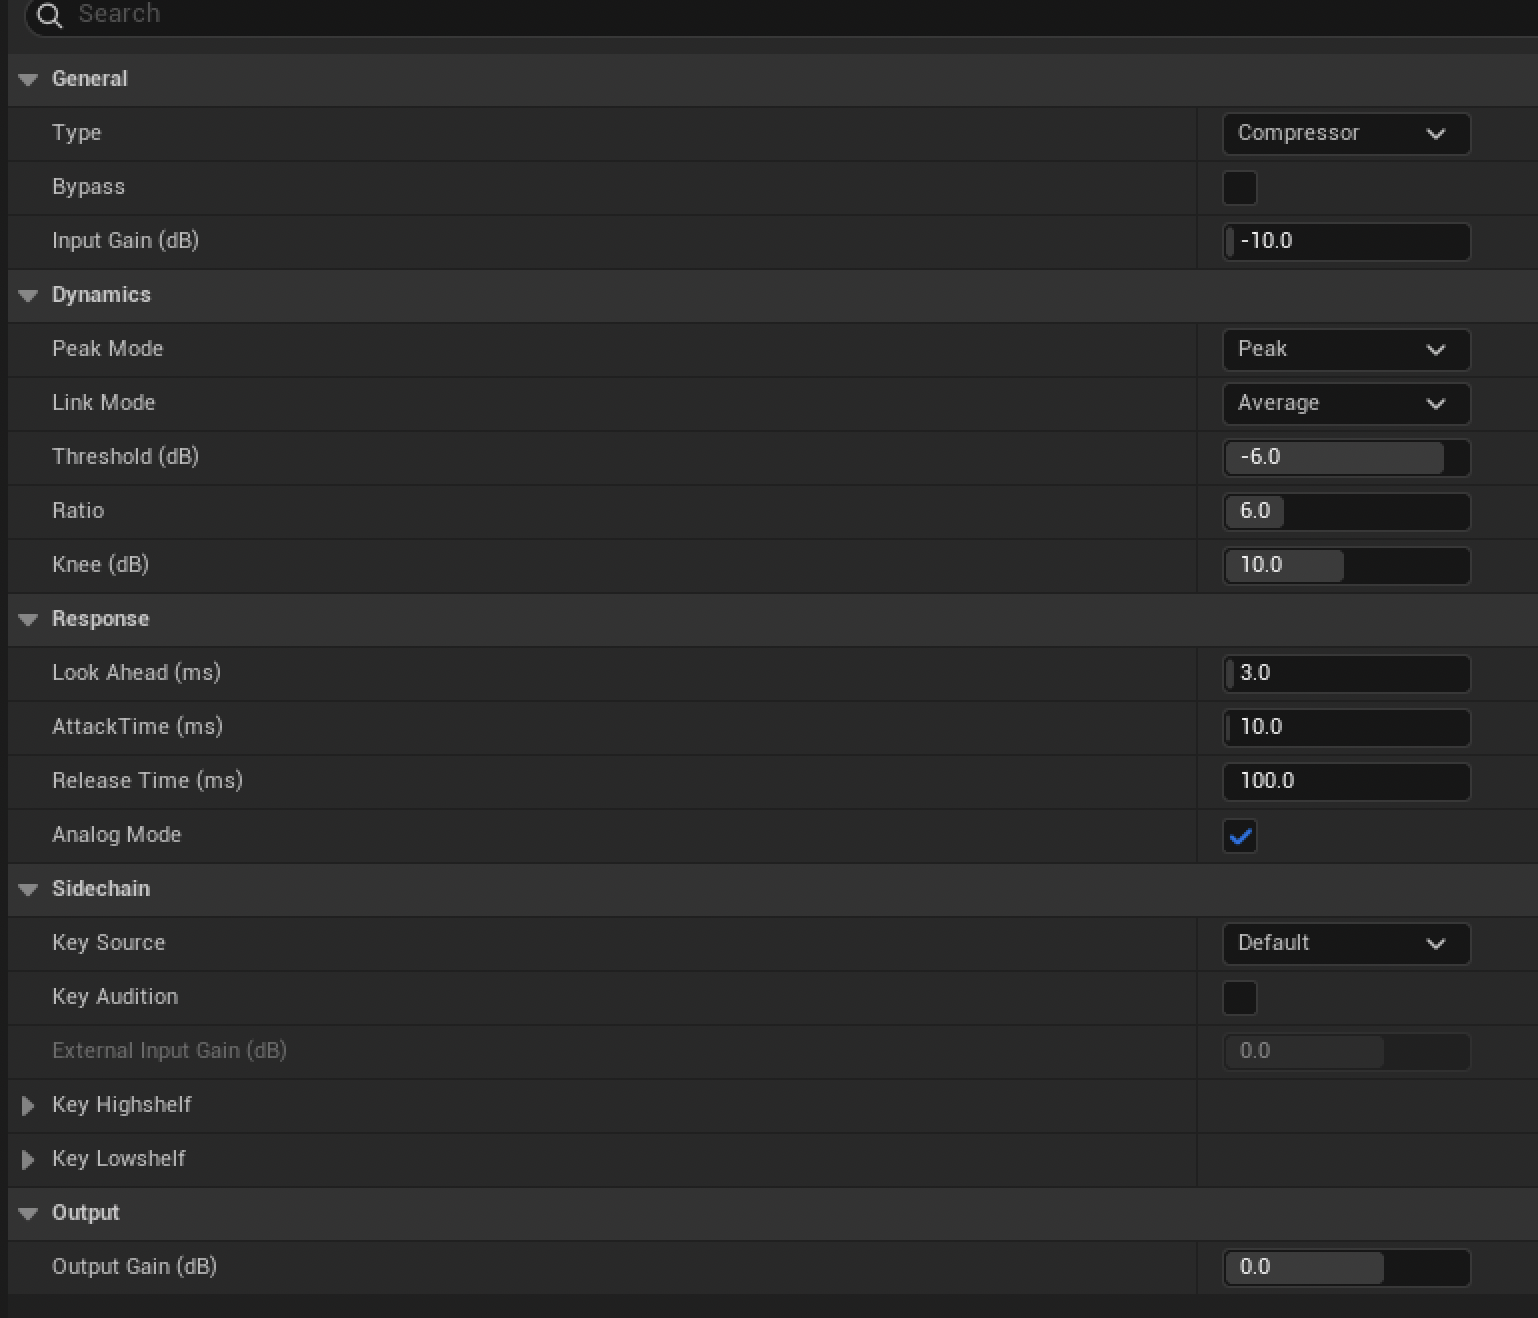 Search
General
Type Compressor
Bypass
Input Gain (dB) -10.0
Dynamics
Peak Mode Peak
Link Mode Average
Threshold (dB) -6.0
Ratio 6.0
Knee (dB) 10.0
Response
Look Ahead (ms) 3.0
AttackTime (ms) 10.0
Release Time (ms) 100.0
Analog Mode
Sidechain
Key Source Default
Key Audition
External Input Gain (dB) 0.0
Key Highshelf
Key Lowshelf
Output
Output Gain (dB) 0.0